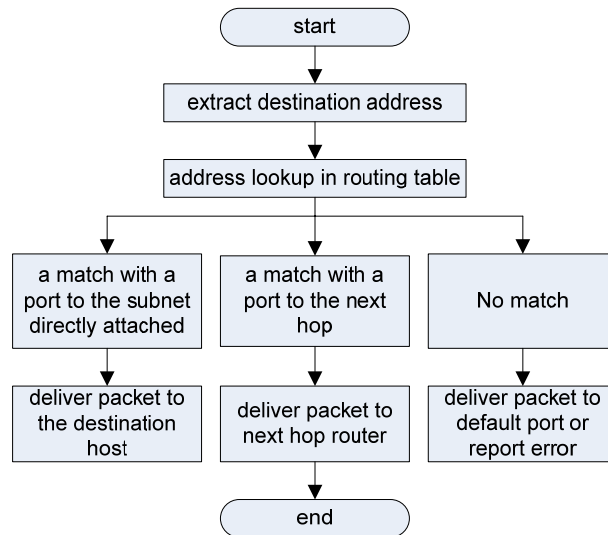 start
extract destination address
address lookup in routing table
a match with a
port to the subnet
directly attached
a match with a
port to the next
hop
No match
deliver packet to
the destination
host
deliver packet to
next hop router
deliver packet to
default port or
report error
end